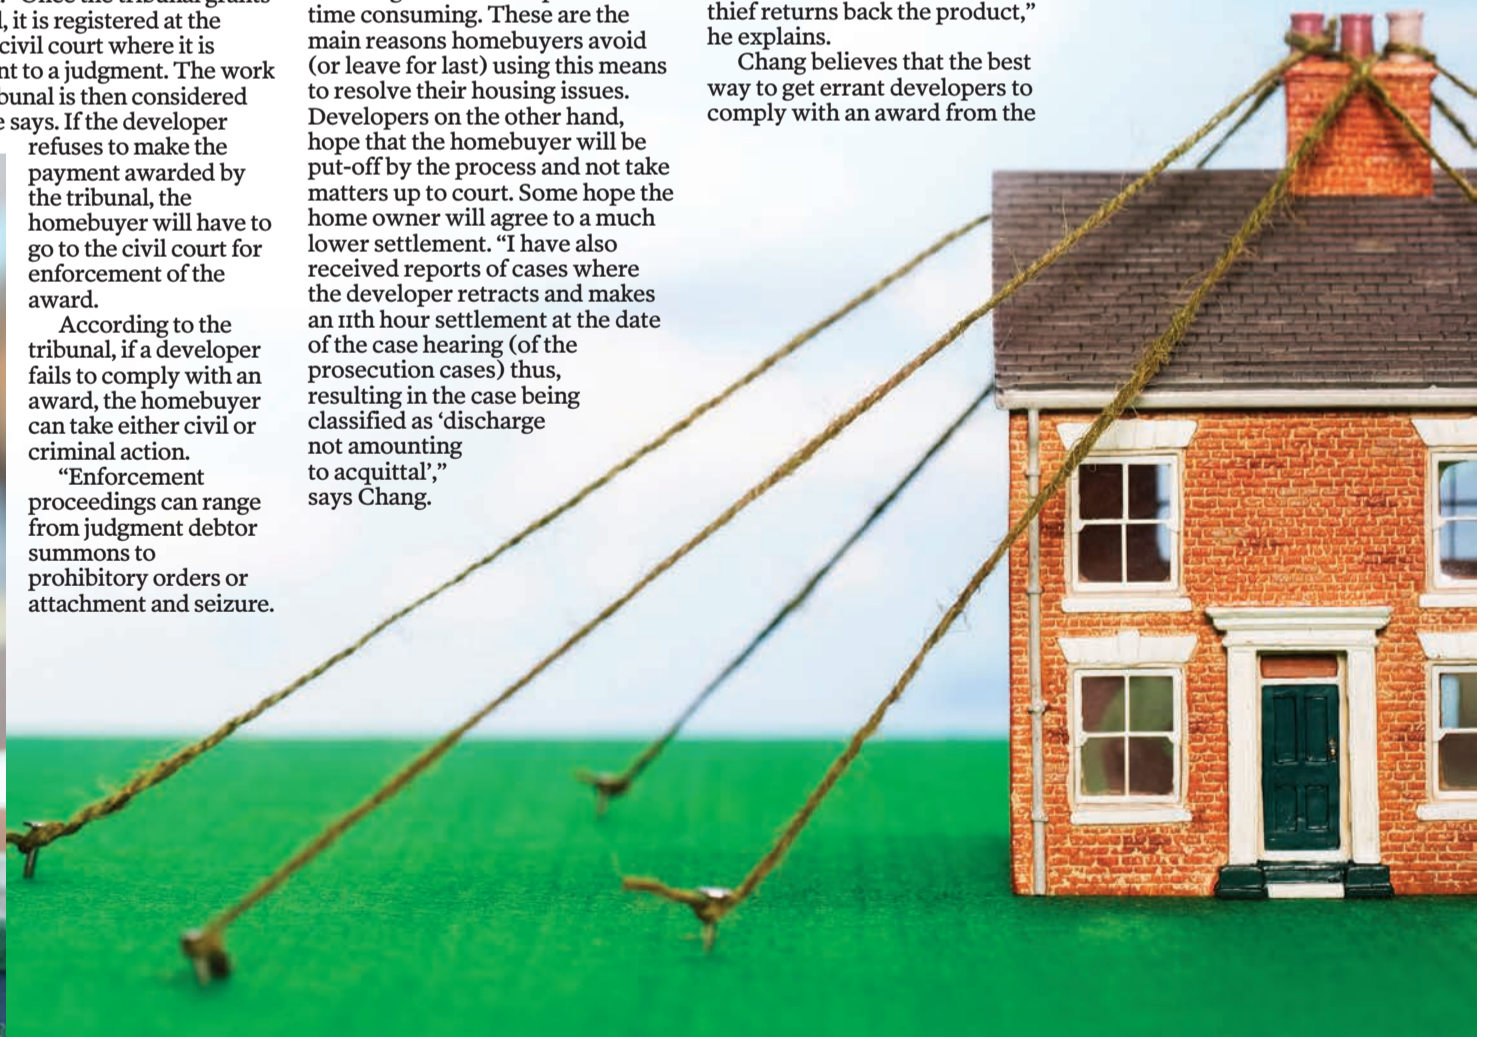 it is registered at the
civil court where it is
to a judgment. The work
is then considered
says. If the developer
refuses to make the
payment awarded by
the tribunal, the
homebuyer will have to
go to the civil court for
enforcement of the
award.
According to the
tribunal, if a developer
fails to comply with an
award, the homebuyer
can take either civil or
criminal action.
“Enforcement
proceedings can range
from judgment debtor
summons to
prohibitory orders or
attachment and seizure.
time consuming. These are the
main reasons homebuyers avoid
(or leave for last) using this means
to resolve their housing issues.
Developers on the other hand,
hope that the homebuyer will be
put-off by the process and not take
matters up to court. Some hope the
home owner will agree to a much
lower settlement. “I have also
received reports of cases where
the developer retracts and makes
an 11th hour settlement at the date
of the case hearing (of the
prosecution cases) thus,
resulting in the case being
classified as ‘discharge
not amounting
to acquittal’,”
says Chang.
thief returns back the product,”
he explains.
Chang believes that the best
way to get errant developers to
comply with an award from the